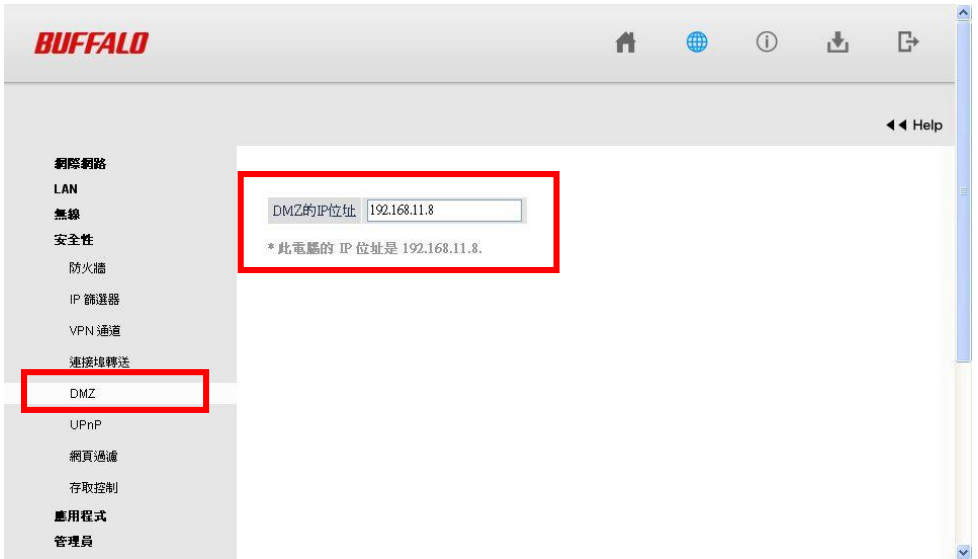 BUFFALO
◄◄ Help
網際網路
LAN
無線
安全性
防火牆
IP 篩選器
VPN 通道
連接埠轉送
DMZ
UPnP
網頁過濾
存取控制
應用程式
管理員
DMZ的IP位址 192.168.11.8
* 此電腦的 IP 位址是 192.168.11.8.